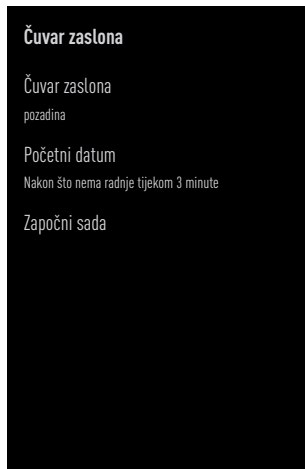 Čuvar zaslona
Čuvar zaslona
pozadina
Početni datum
Nakon što nema radnje tijekom 3 minute
Započni sada